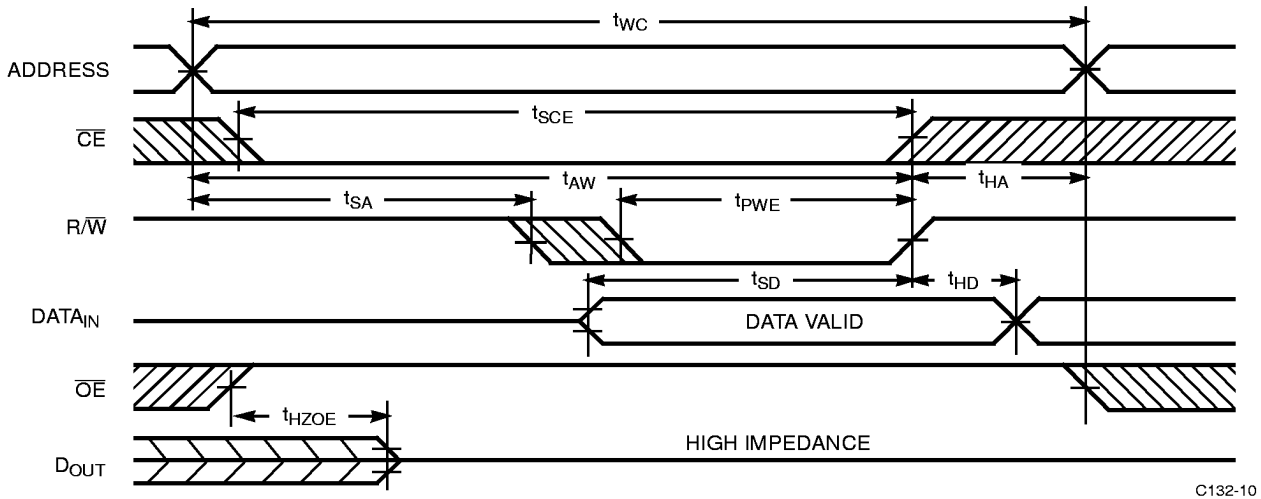 tWC
ADDRESS
tSCE
CE
tAW
tHA
tSA
tPWE
R/W
tSD
tHD
DATAIN
DATA VALID
OE
tHZOE
HIGH IMPEDANCE
DOUT
C132-10